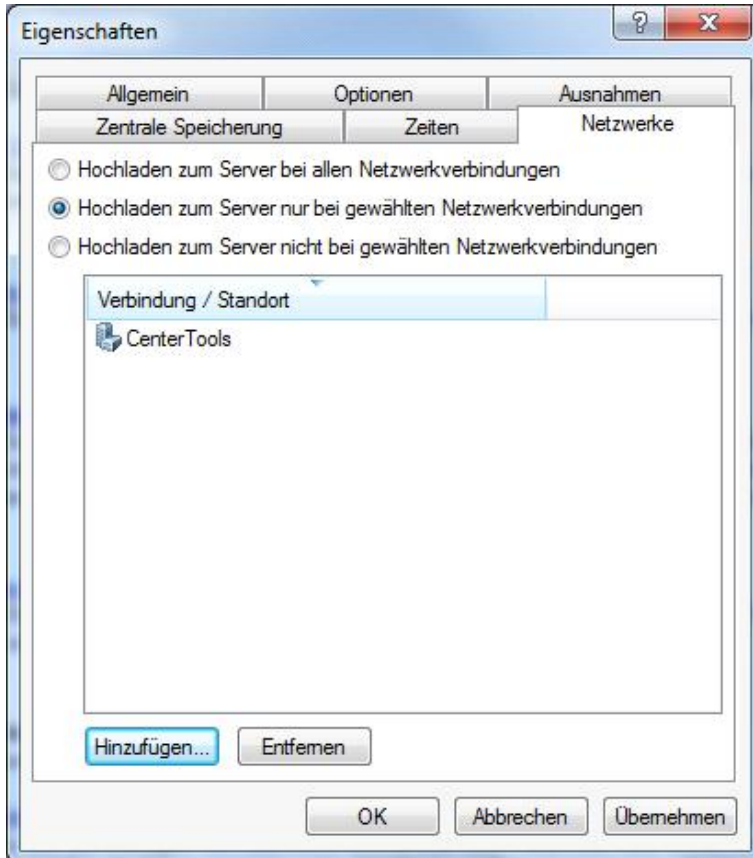 Eigenschaften
Allgemein Optionen Ausnahmen
Zentrale Speicherung Zeiten Netzwerke
Hochladen zum Server bei allen Netzwerkverbindungen
Hochladen zum Server nur bei gewählten Netzwerkverbindungen
Hochladen zum Server nicht bei gewählten Netzwerkverbindungen
Verbindung / Standort
CenterTools
Hinzufügen... Entfernen
OK Abbrechen Übernehmen